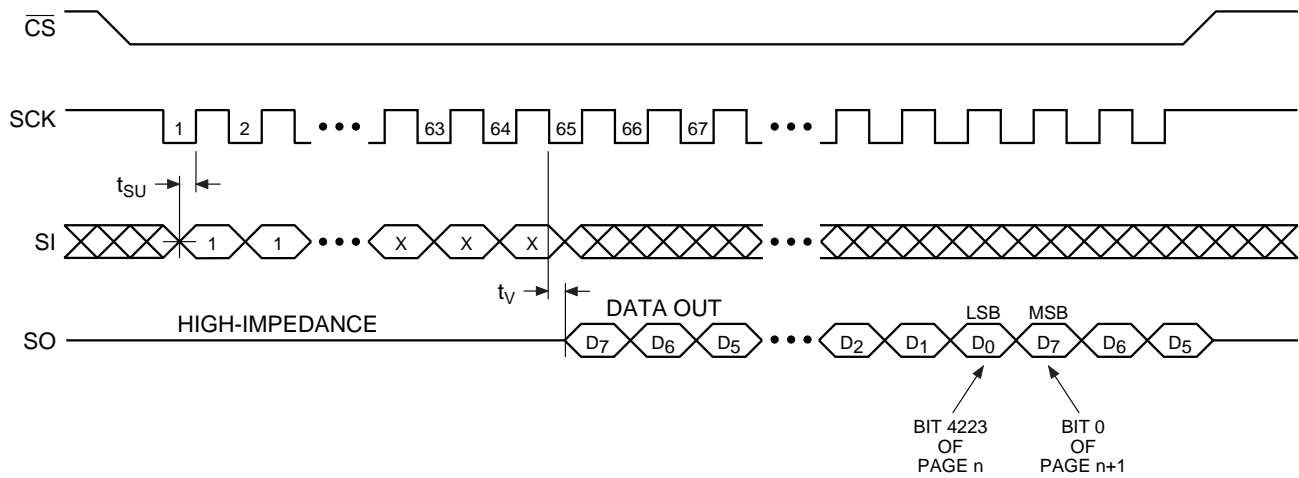 CS
SCK
1 2 ••• 63 64 65 66 67 •••
tSU
SI
1 1 ••• X X X •••
tV
HIGH-IMPEDANCE
DATA OUT
LSB MSB
SO
D7 D6 D5 ••• D2 D1 D0 D7 D6 D5
BIT 4223
OF
PAGE n
BIT 0
OF
PAGE n+1